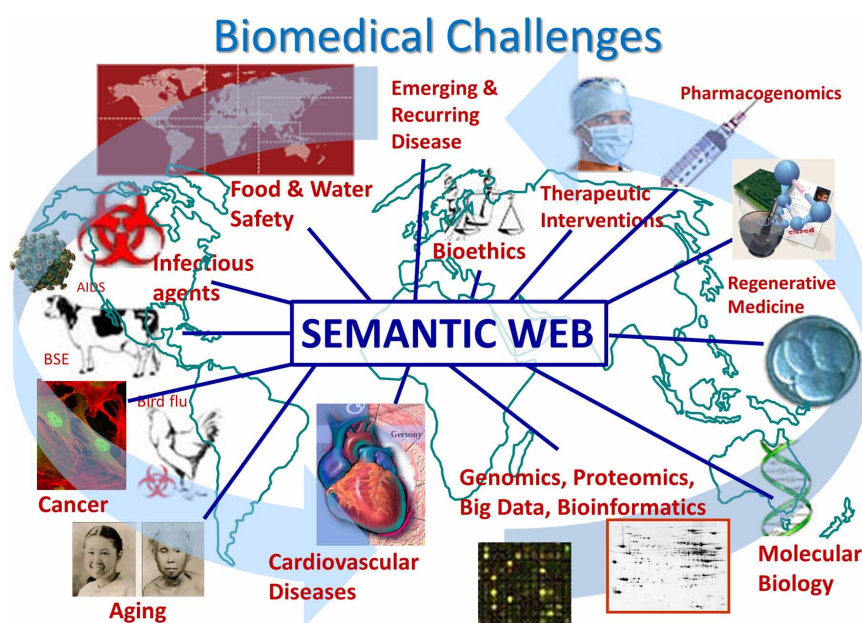 Biomedical Challenges
Emerging &
Recurring
Disease
Pharmacogenomics
Food & Water
Safety
Therapeutic
Interventions
Bioethics
Infectious
agents
AIDS
cured
Regenerative
Medicine
SEMANTIC WEB
BSE
Bird flu
Gersony
Cancer
Genomics, Proteomics,
Big Data, Bioinformatics
Cardiovascular
Diseases
Molecular
Biology
Aging